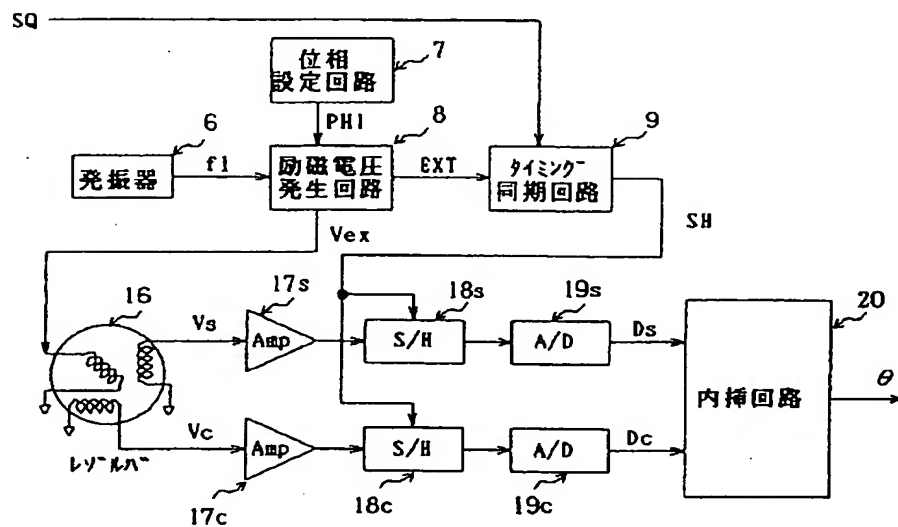 SQ
位相
設定回路
7
PHI
6
発振器
f1
8
励磁電圧
発生回路
EXT
9
タイミング
同期回路
SH
Vex
16
レゾルバ
Vs
17s
Amp
18s
S/H
19s
A/D
Ds
20
内挿回路
θ
Vc
17c
Amp
18c
S/H
19c
A/D
Dc